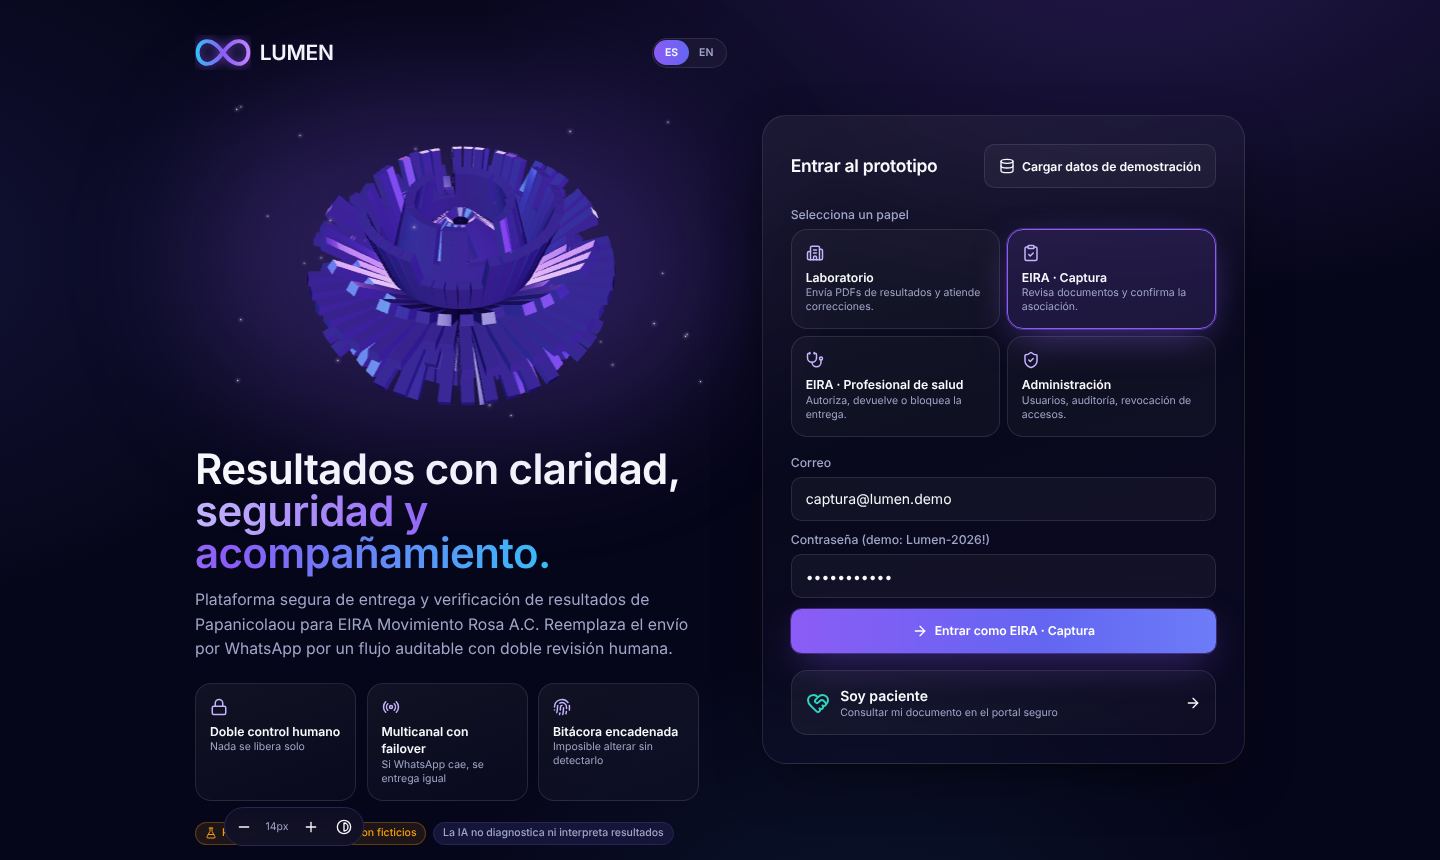 LUMEN
ES EN
Resultados con claridad,
seguridad y
acompañamiento.
Plataforma segura de entrega y verificación de resultados de
Papanicolaou para EIRA Movimiento Rosa A.C. Reemplaza el envío
por WhatsApp por un flujo auditable con doble revisión humana.
Doble control humano
Nada se libera solo
Multicanal con
failover
Si WhatsApp cae, se
entrega igual
Bitácora encadenada
Imposible alterar sin
detectarlo
14px
ficticios
La IA no diagnostica ni interpreta resultados
Entrar al prototipo
Cargar datos de demostración
Selecciona un papel
Laboratorio
Envía PDFs de resultados y atiende
correcciones.
EIRA · Captura
Revisa documentos y confirma la
asociación.
EIRA · Profesional de salud
Autoriza, devuelve o bloquea la
entrega.
Administración
Usuarios, auditoría, revocación de
accesos.
Correo
captura@lumen.demo
Contraseña (demo: Lumen-2026!)
•••••••••••
Entrar como EIRA · Captura
Soy paciente
Consultar mi documento en el portal seguro